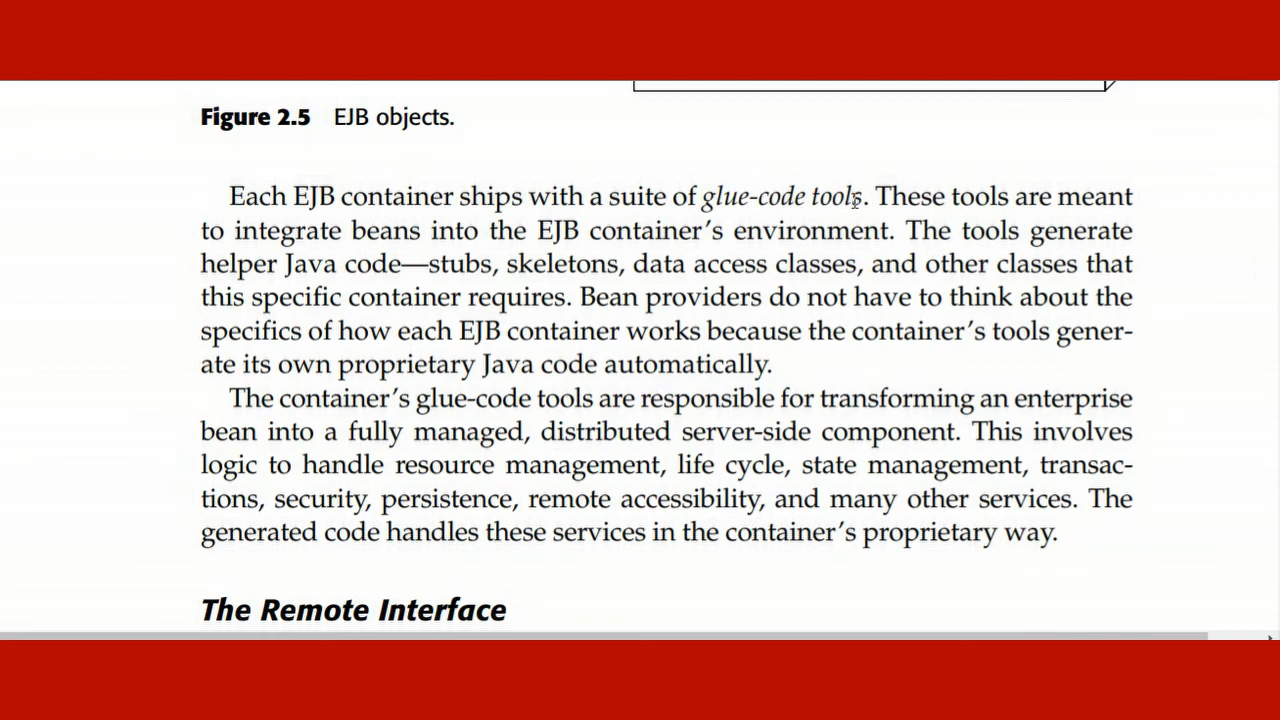 Figure 2.5 EJB objects.
Each EJB container ships with a suite of glue-code tools. These tools are meant
to integrate beans into the EJB container's environment. The tools generate
helper Java code—stubs, skeletons, data access classes, and other classes that
this specific container requires. Bean providers do not have to think about the
specifics of how each EJB container works because the container's tools gener-
ate its own proprietary Java code automatically.
The container's glue-code tools are responsible for transforming an enterprise
bean into a fully managed, distributed server-side component. This involves
logic to handle resource management, life cycle, state management, transac-
tions, security, persistence, remote accessibility, and many other services. The
generated code handles these services in the container's proprietary way.
The Remote Interface